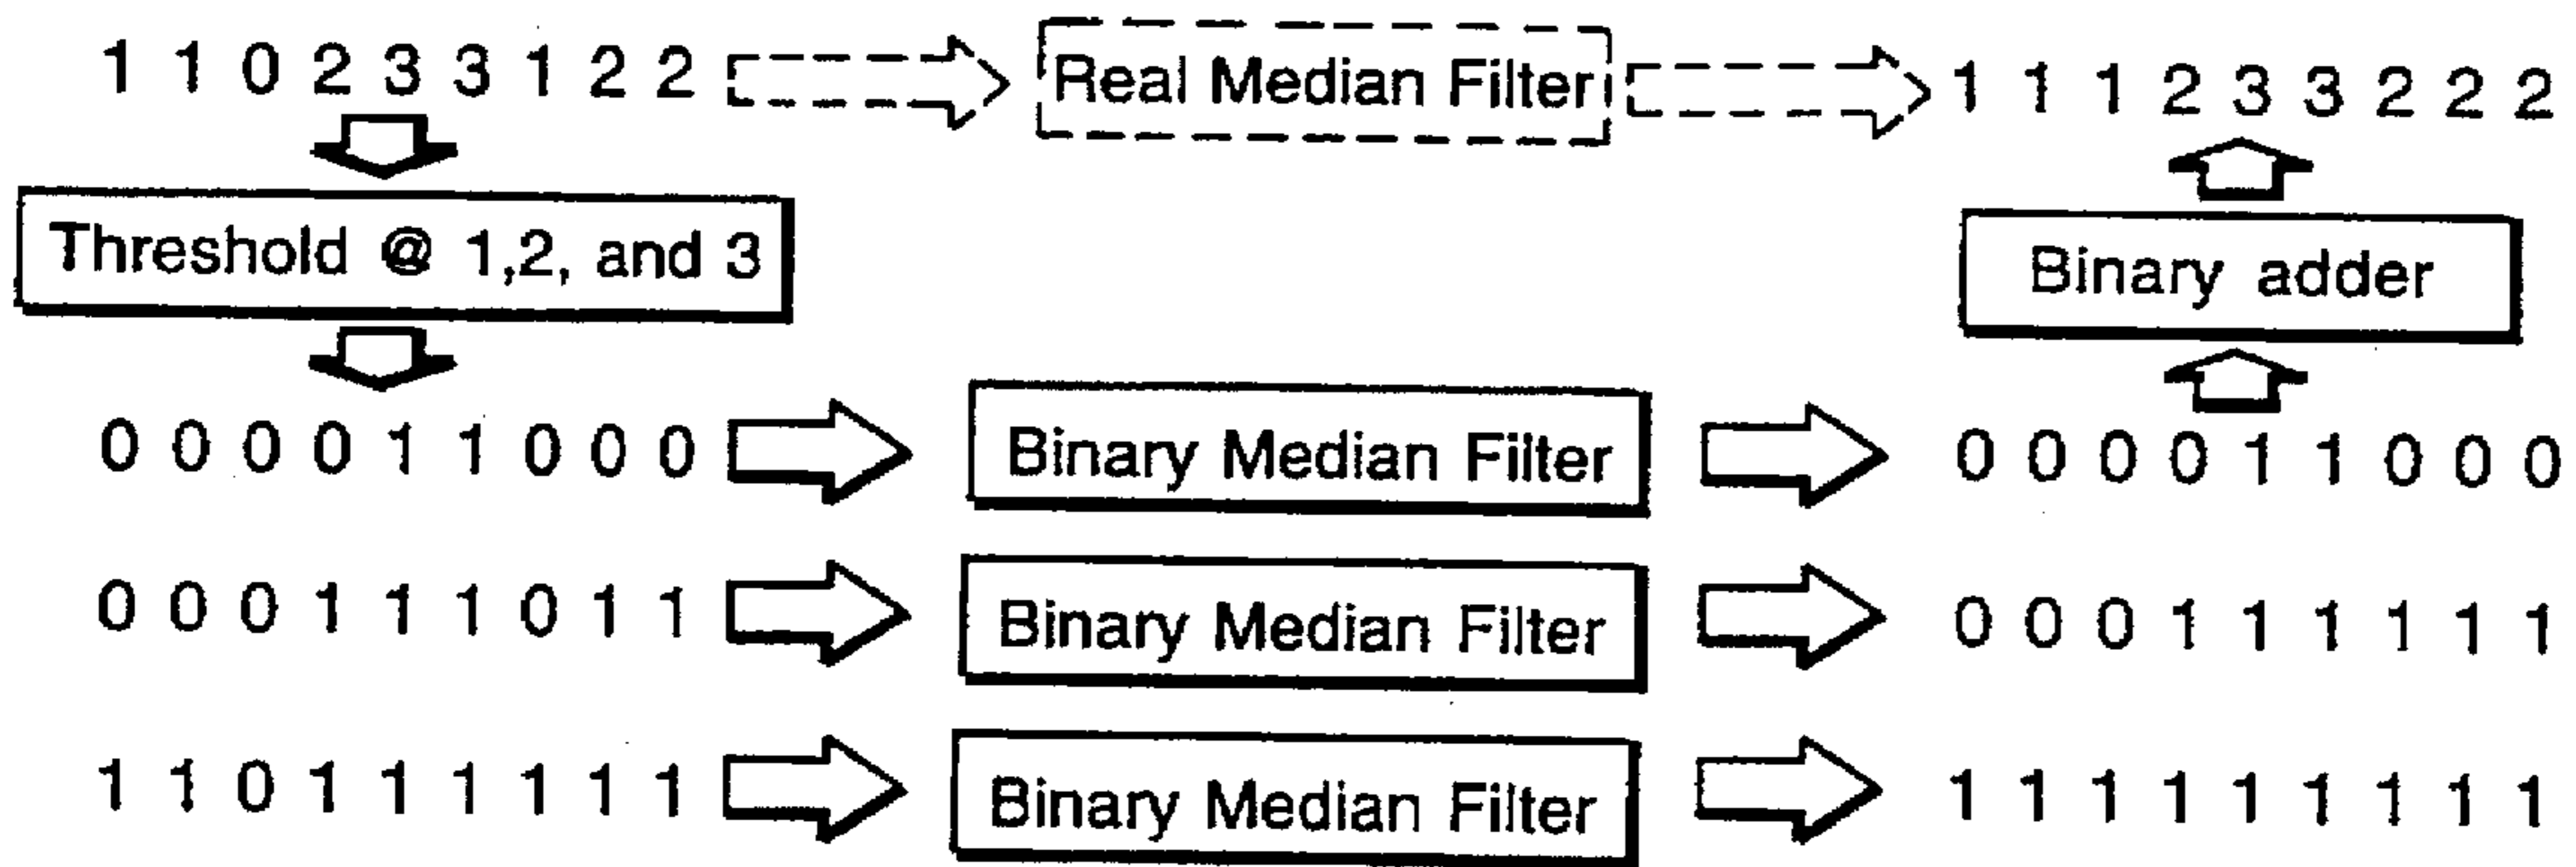 1 1 0 2 3 3 1 2 2 Real Median Filter 1 1 1 2 3 3 2 2 2
Threshold @ 1,2, and 3
Binary adder
0 0 0 0 1 1 0 0 0 Binary Median Filter 0 0 0 0 1 1 0 0 0
0 0 0 1 1 1 0 1 1 Binary Median Filter 0 0 0 1 1 1 1 1 1
1 1 0 1 1 1 1 1 1 Binary Median Filter 1 1 1 1 1 1 1 1 1